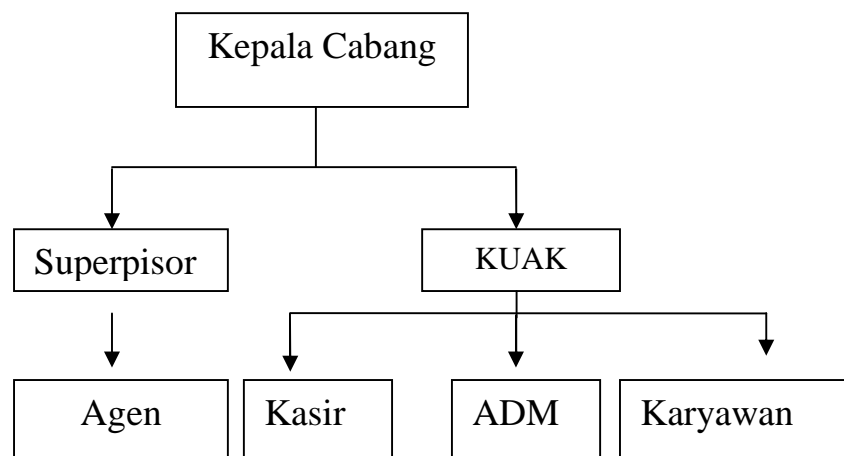 Kepala Cabang
Superpisor
KUAK
Agen
Kasir
ADM
Karyawan